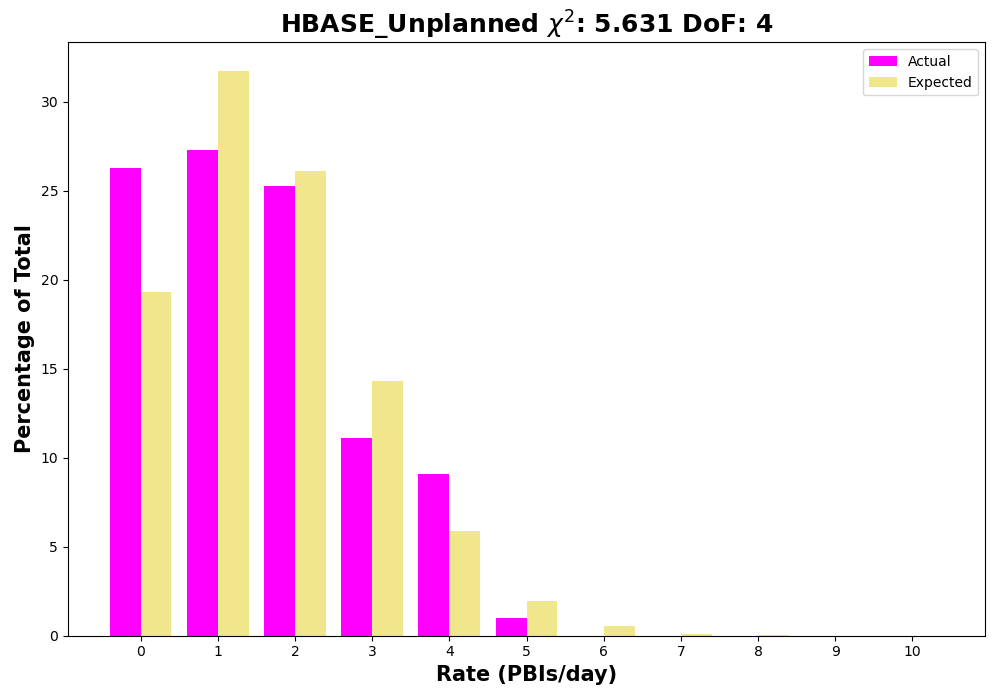 HBASE_Unplanned χ²: 5.631 DoF: 4
Actual
Expected
Percentage of Total
30
25
20
15
10
5
0
0 1 2 3 4 5 6 7 8 9 10
Rate (PBIs/day)